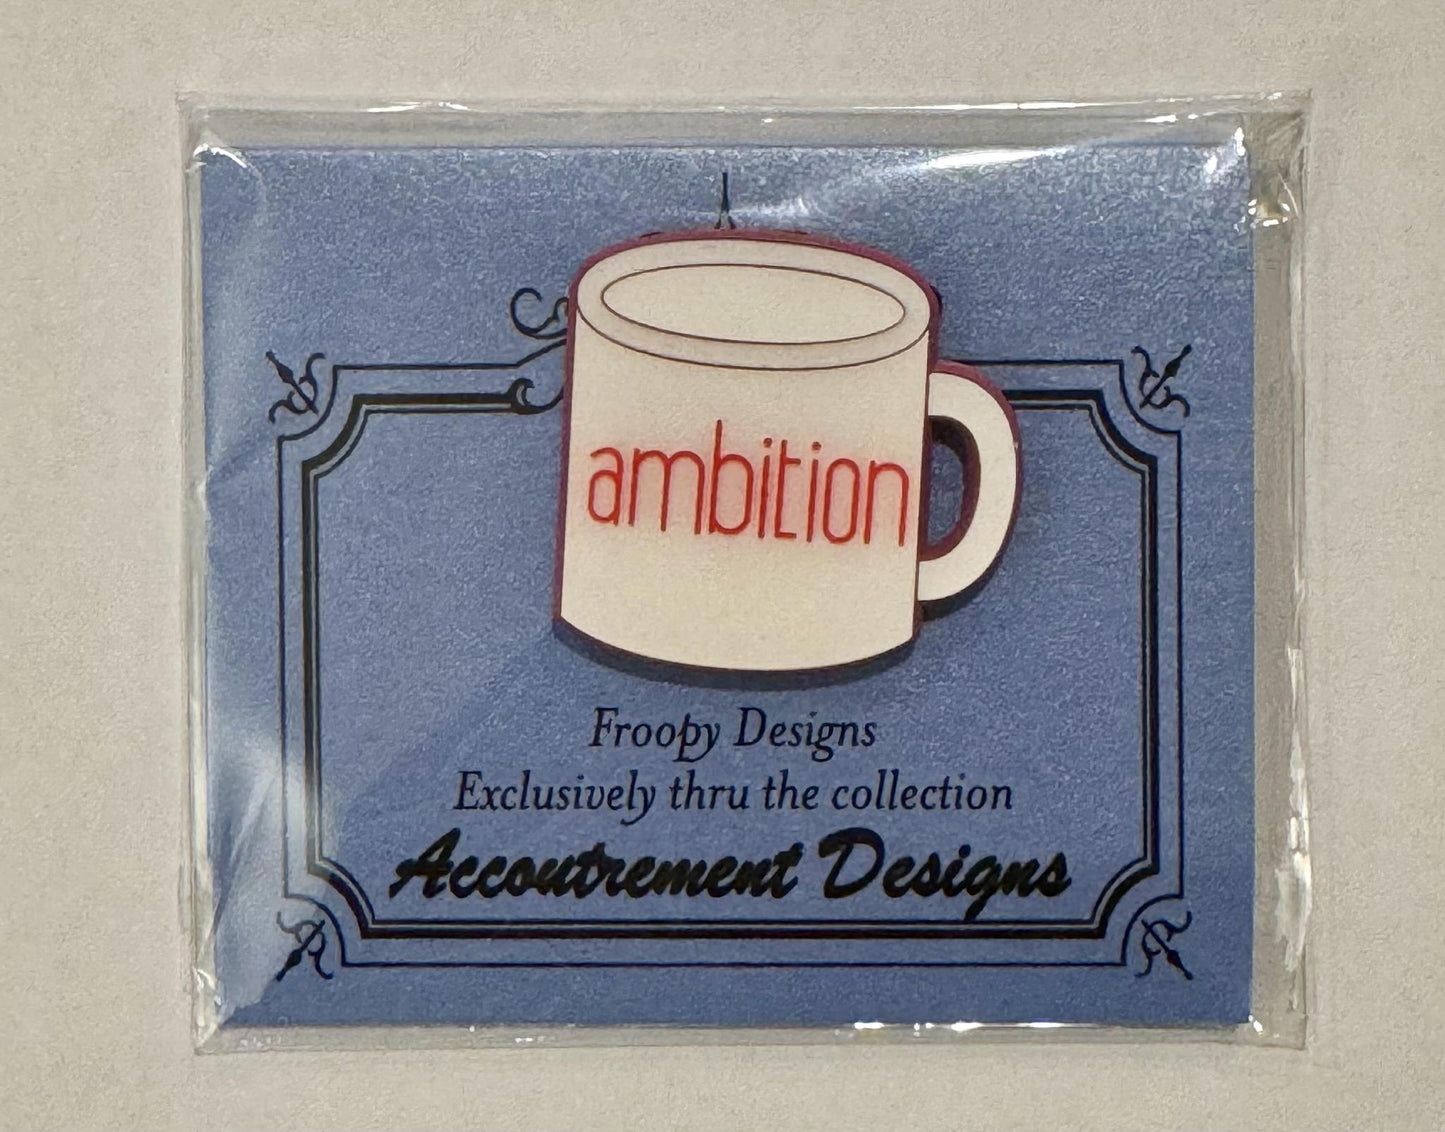 ambition
Froopy Designs
Exclusively thru the collection
Accoutrement Designs